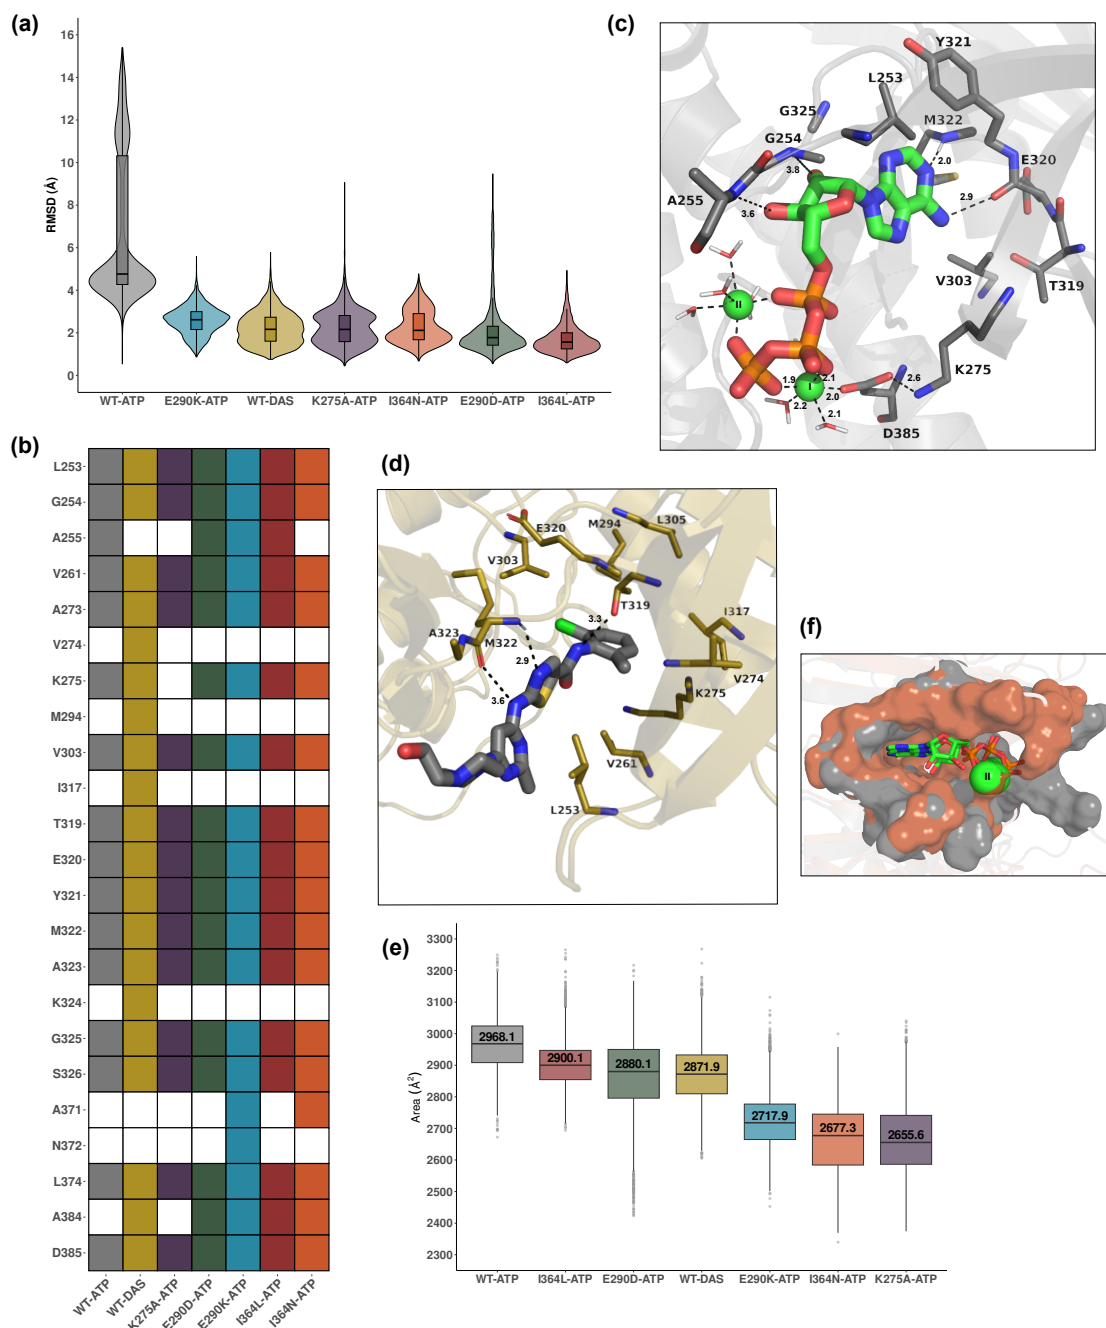 (a)
16
14
12
10
8
6
4
2
0
RMSD (Å)
WT-ATP E290K-ATP WT-DAS K275A-ATP I364N-ATP E290D-ATP I364L-ATP
(b)
L253
G254
A255
V261
A273
V274
K275
M294
V303
I317
T319
E320
Y321
M322
A323
K324
G325
S326
A371
N372
L374
A384
D385
WT-ATP WT-DAS K275A-ATP E290D-ATP E290K-ATP I364L-ATP I364N-ATP
(c)
Y321
L253
G325
M322
G254
2.0
E320
3.8
A255
2.9
3.6
V303
T319
II
K275
2.1
2.6
1.9
I
2.0
2.2
2.1
D385
(d)
L305
E320
M294
V303
T319
3.3
I317
A323
M322
V274
2.9
K275
3.6
V261
L253
(e)
3300
3200
3100
3000
2900
2800
2700
2600
2500
2400
2300
Area (Å²)
2968.1
2900.1
2880.1
2871.9
2717.9
2677.3
2655.6
WT-ATP I364L-ATP E290D-ATP WT-DAS E290K-ATP I364N-ATP K275A-ATP
(f)
II